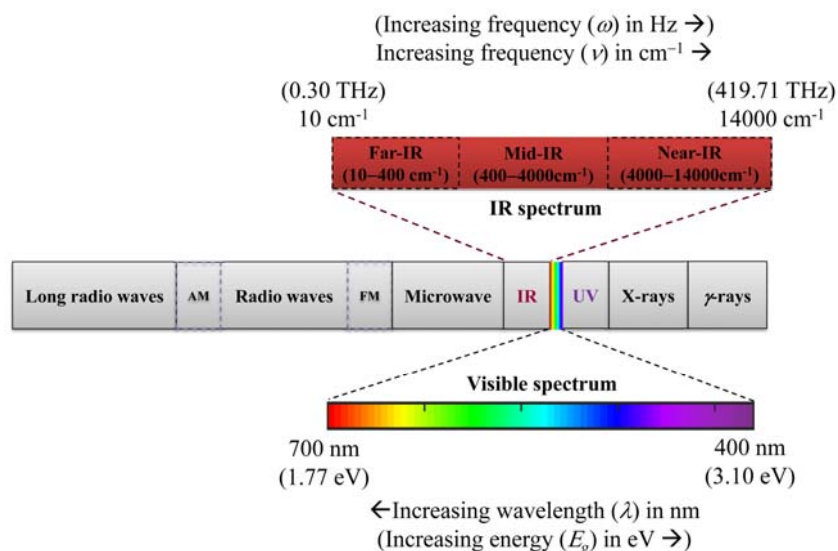 (Increasing frequency (ω) in Hz →)
Increasing frequency (ν) in cm⁻¹ →
(0.30 THz) (419.71 THz)
10 cm⁻¹ 14000 cm⁻¹
Far-IR Mid-IR Near-IR
(10–400 cm⁻¹) (400–4000cm⁻¹) (4000–14000cm⁻¹)
IR spectrum
Long radio waves AM Radio waves FM Microwave IR UV X-rays γ-rays
Visible spectrum
700 nm 400 nm
(1.77 eV) (3.10 eV)
←Increasing wavelength (λ) in nm
(Increasing energy (E_g) in eV →)